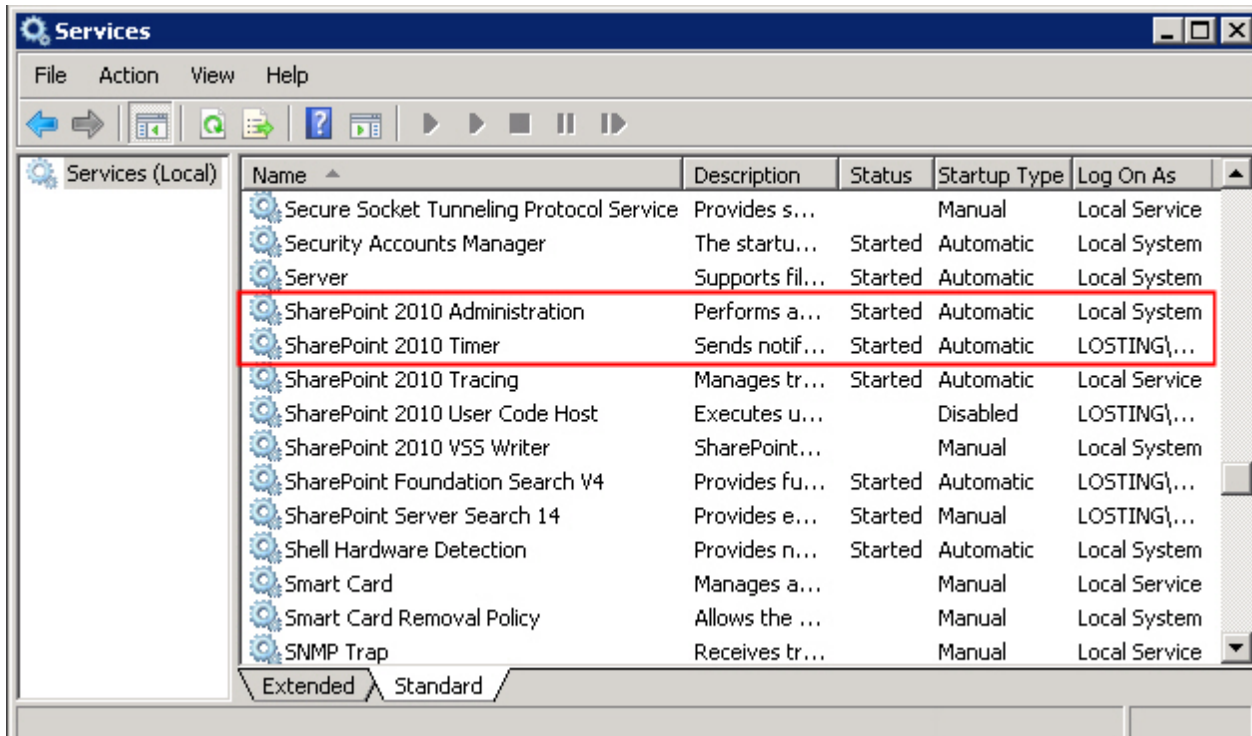 Services
File Action View Help
Services (Local)
Name Description Status Startup Type Log On As
Secure Socket Tunneling Protocol Service Provides s... Manual Local Service
Security Accounts Manager The startu... Started Automatic Local System
Server Supports fil... Started Automatic Local System
SharePoint 2010 Administration Performs a... Started Automatic Local System
SharePoint 2010 Timer Sends notif... Started Automatic LOSTING\...
SharePoint 2010 Tracing Manages tr... Started Automatic Local Service
SharePoint 2010 User Code Host Executes u... Disabled LOSTING\...
SharePoint 2010 VSS Writer SharePoint... Manual Local System
SharePoint Foundation Search V4 Provides fu... Started Automatic LOSTING\...
SharePoint Server Search 14 Provides e... Started Manual LOSTING\...
Shell Hardware Detection Provides n... Started Automatic Local System
Smart Card Manages a... Manual Local Service
Smart Card Removal Policy Allows the ... Manual Local System
SNMP Trap Receives tr... Manual Local Service
Extended Standard